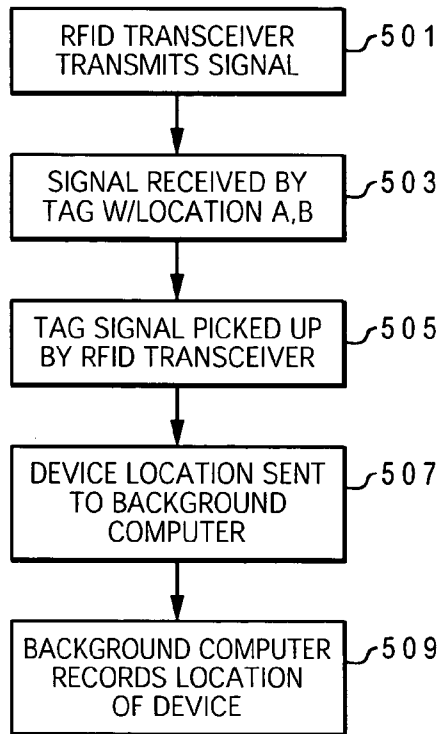 RFID TRANSCEIVER
TRANSMITS SIGNAL
501
SIGNAL RECEIVED BY
TAG W/LOCATION A,B
503
TAG SIGNAL PICKED UP
BY RFID TRANSCEIVER
505
DEVICE LOCATION SENT
TO BACKGROUND
COMPUTER
507
BACKGROUND COMPUTER
RECORDS LOCATION
OF DEVICE
509